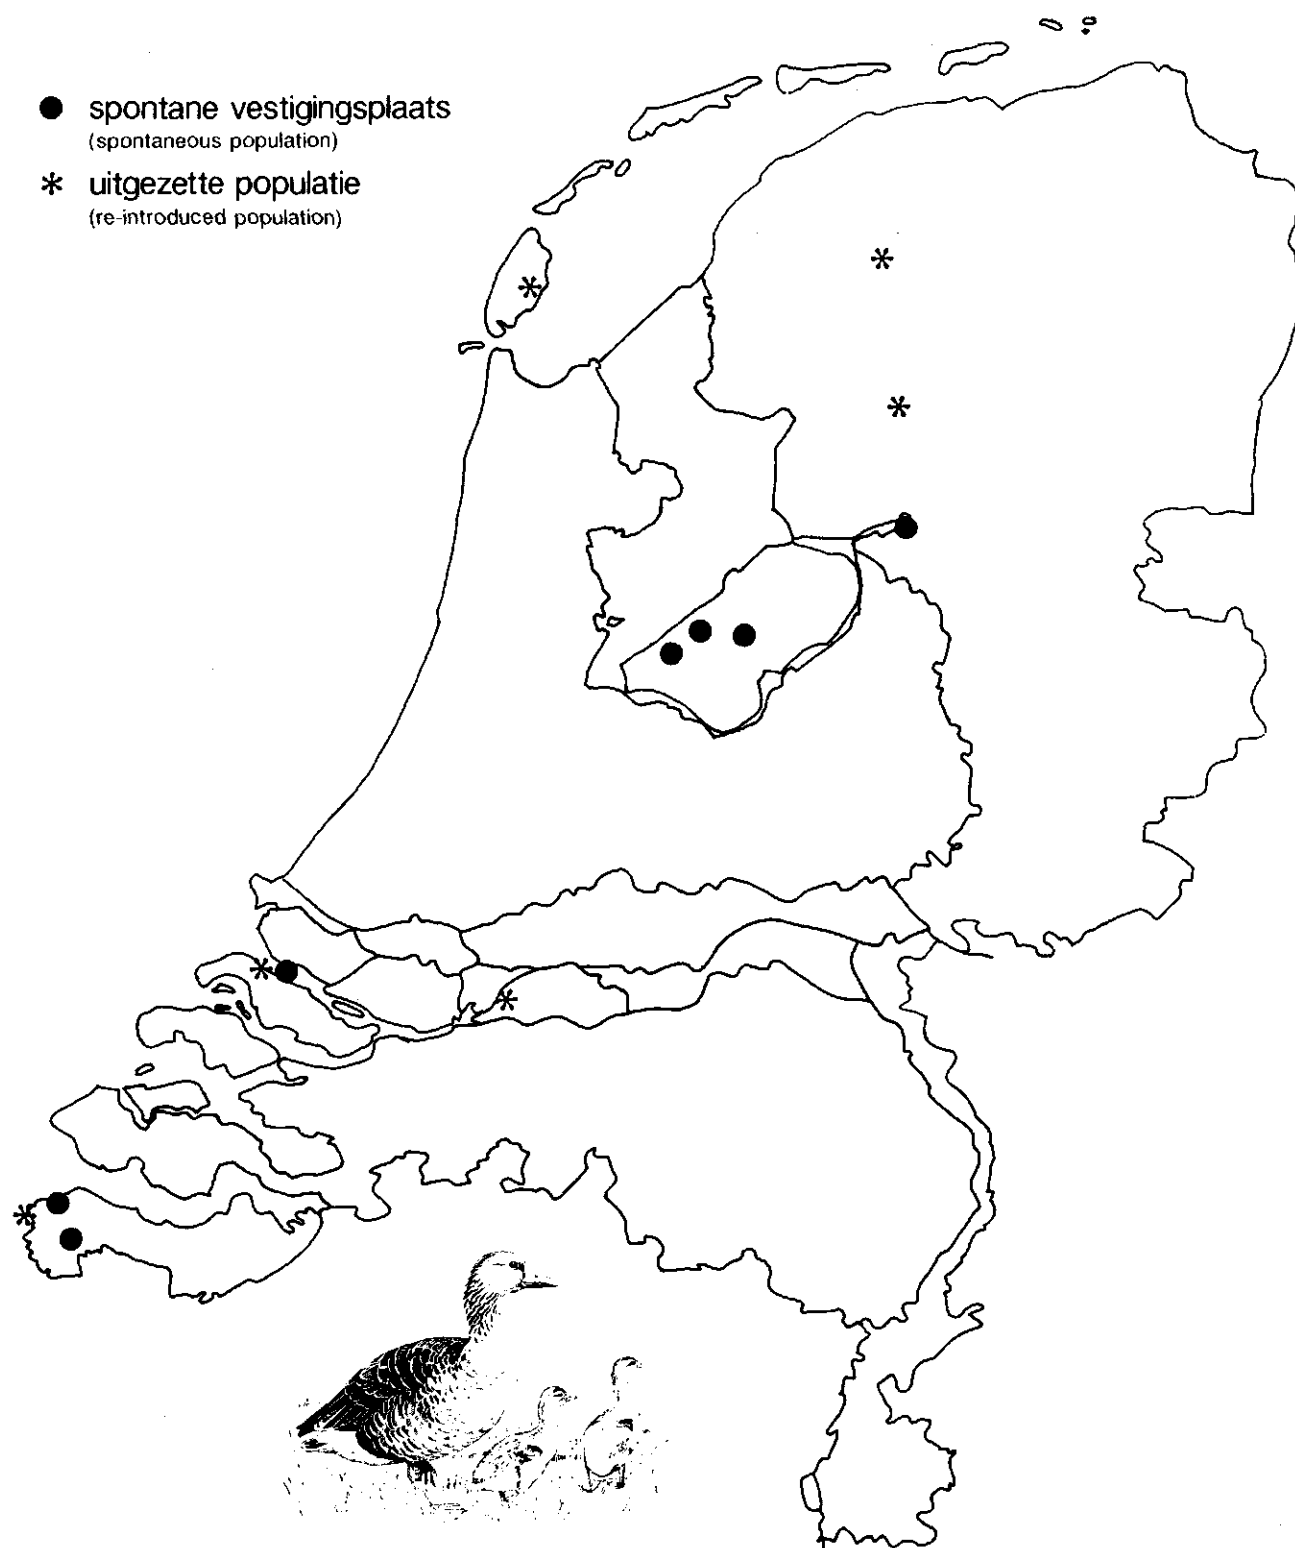 spontane vestigingsplaats
(spontaneous population)
uitgezette populatie
(re-introduced population)